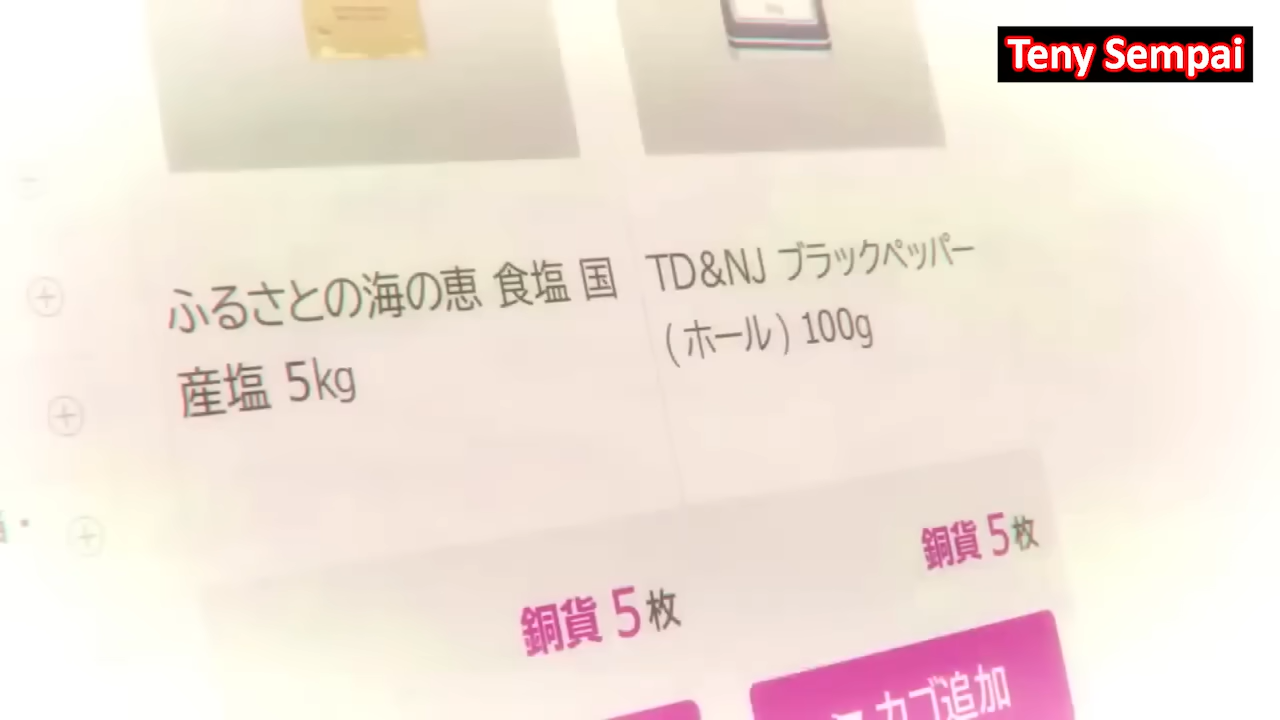 Teny Sempai
ふるさとの海の恵 食塩 国
産塩 5kg
TD&NJ ブラックペッパー
(ホール) 100g
銅貨 5枚
銅貨 5枚
カゴ追加